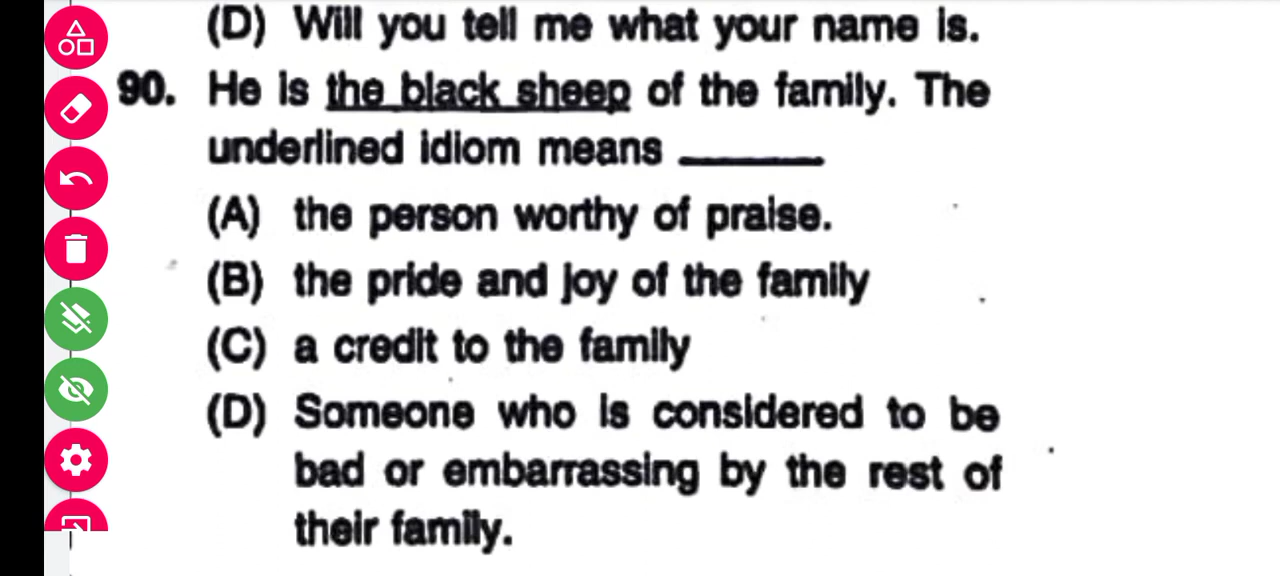 (D) Will you tell me what your name is.
90. He is the black sheep of the family. The
underlined idiom means ______
(A) the person worthy of praise.
(B) the pride and joy of the family
(C) a credit to the family
(D) Someone who is considered to be
bad or embarrassing by the rest of
their family.